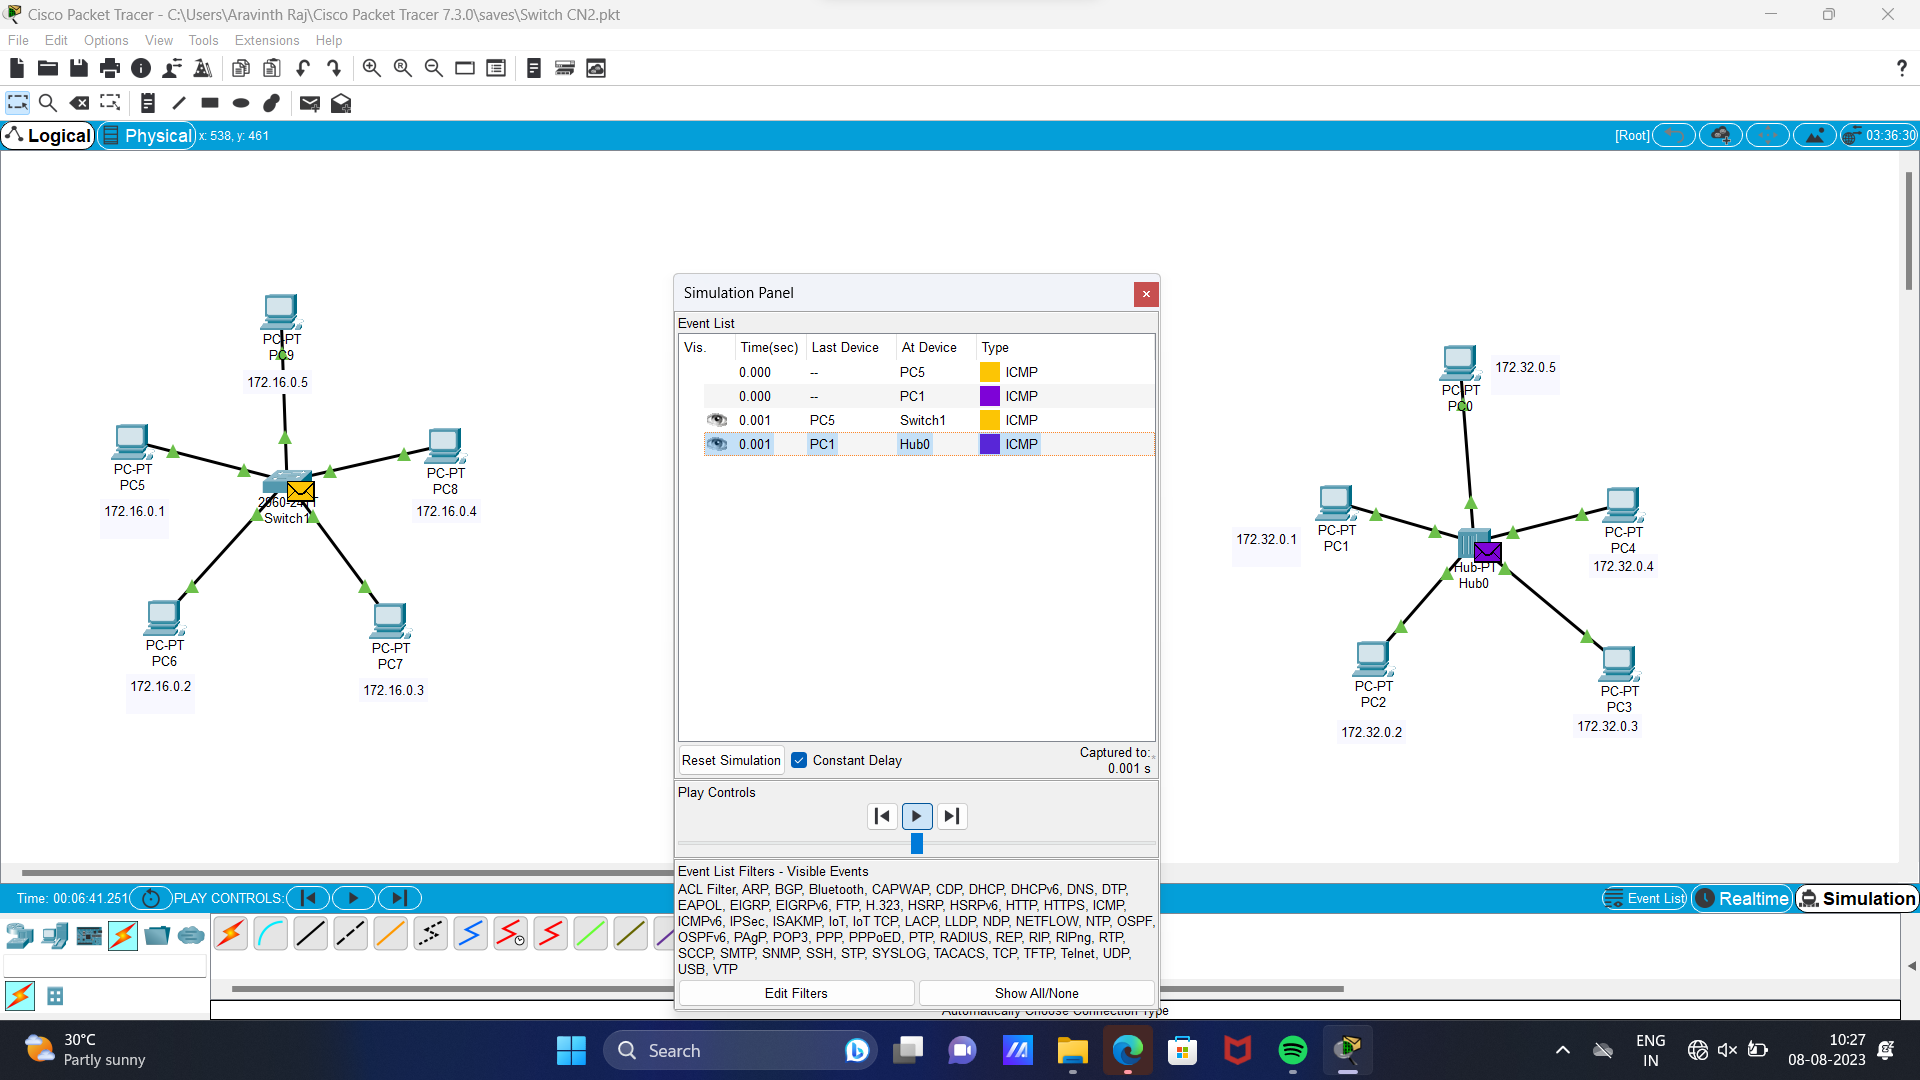 Cisco Packet Tracer - C:\Users\Aravinth Raj\Cisco Packet Tracer 7.3.0\saves\Switch CN2.pkt
File Edit Options View Tools Extensions Help
?
Logical Physical x: 538, y: 461 [Root] 03:36:30
PC-PT
PC9
172.16.0.5
PC-PT
PC5
172.16.0.1
PC-PT
PC8
172.16.0.4
Switch1
PC-PT
PC6
172.16.0.2
PC-PT
PC7
172.16.0.3
Simulation Panel
Event List
Vis. Time(sec) Last Device At Device Type
0.000 -- PC5 ICMP
0.000 -- PC1 ICMP
0.001 PC5 Switch1 ICMP
0.001 PC1 Hub0 ICMP
Reset Simulation Constant Delay Captured to:
0.001 s
Play Controls
Event List Filters - Visible Events
ACL Filter, ARP, BGP, Bluetooth, CAPWAP, CDP, DHCP, DHCPv6, DNS, DTP,
EAPOL, EIGRP, EIGRPv6, FTP, H.323, HSRP, HSRPv6, HTTP, HTTPS, ICMP,
ICMPv6, IPSec, ISAKMP, IoT, IoT TCP, LACP, LLDP, NDP, NETFLOW, NTP, OSPF,
OSPFv6, PAgP, POP3, PPP, PPPoED, PTP, RADIUS, REP, RIP, RIPng, RTP,
SCCP, SMTP, SNMP, SSH, STP, SYSLOG, TACACS, TCP, TFTP, Telnet, UDP,
USB, VTP
Edit Filters Show All/None
PC-PT
PC0
172.32.0.5
172.32.0.1
PC-PT
PC1
PC-PT
PC4
172.32.0.4
Hub-PT
Hub0
PC-PT
PC2
172.32.0.2
PC-PT
PC3
172.32.0.3
Time: 00:06:41.251 PLAY CONTROLS: Event List Realtime Simulation
Automatically Choose Connection Type
30°C
Partly sunny
Search
ENG
IN
10:27
08-08-2023